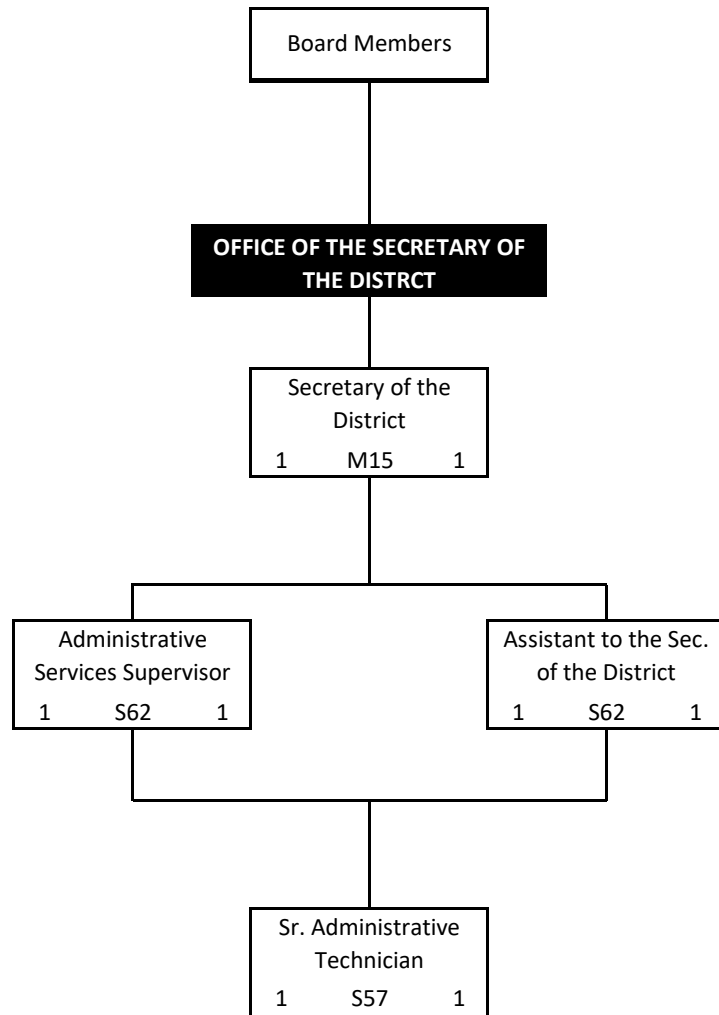 Board Members
OFFICE OF THE SECRETARY OF
THE DISTRCT
Secretary of the
District
1 M15 1
Administrative
Services Supervisor
1 S62 1
Assistant to the Sec.
of the District
1 S62 1
Sr. Administrative
Technician
1 S57 1